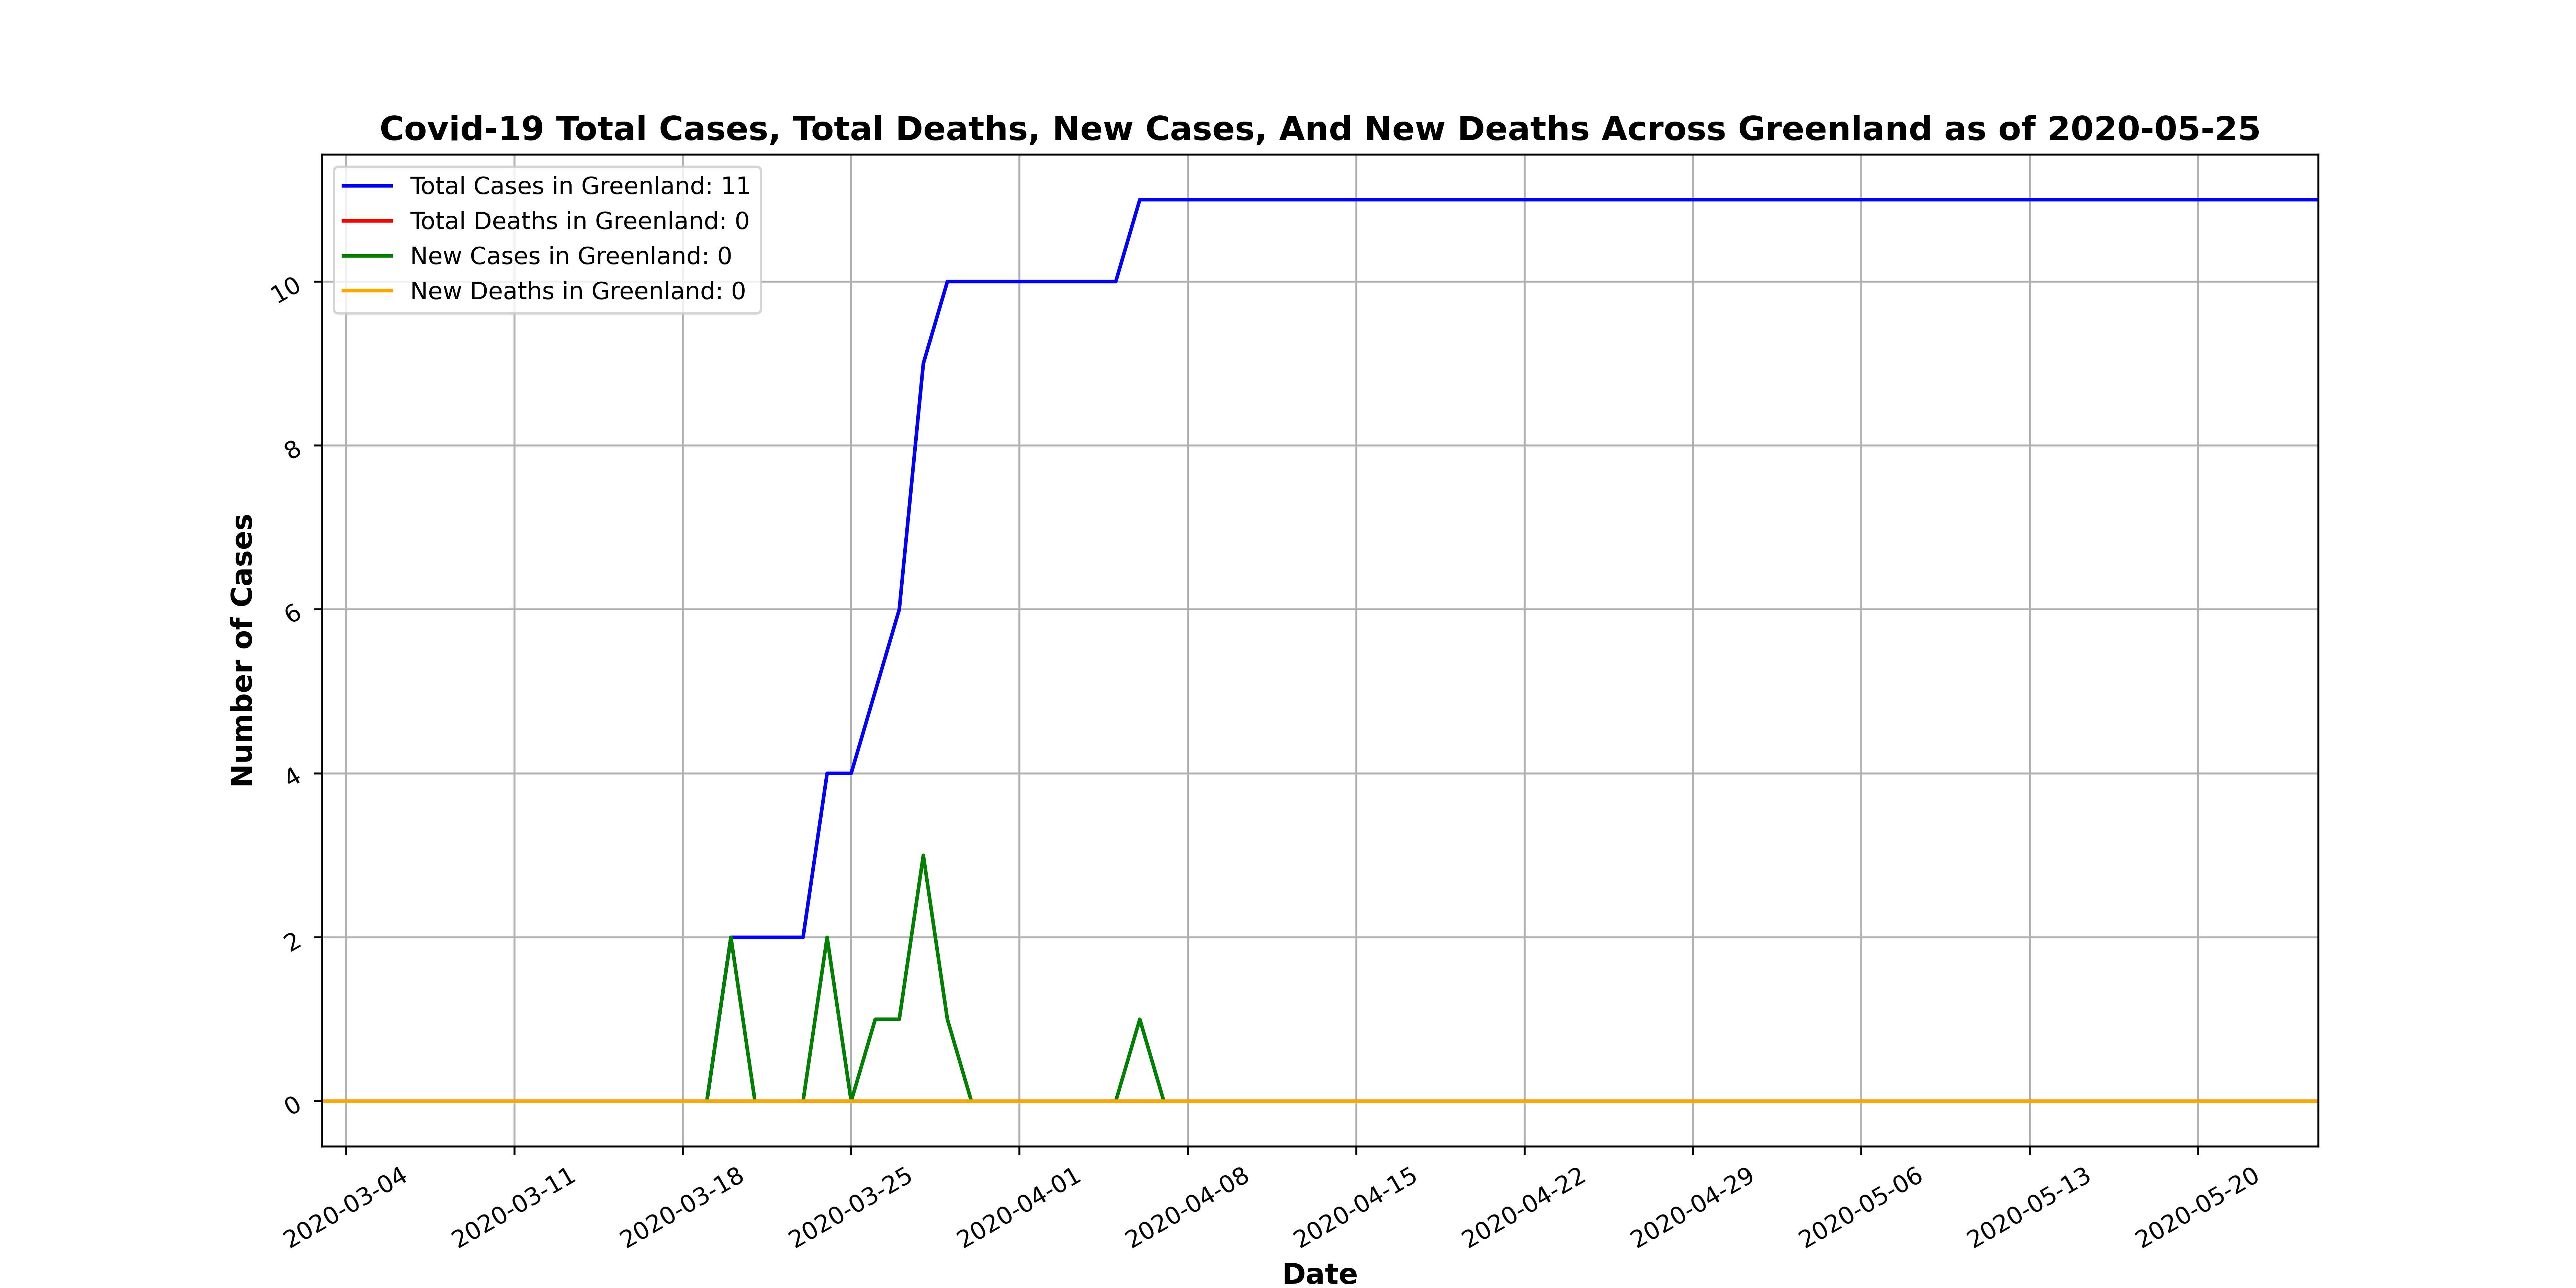 Covid-19 Total Cases, Total Deaths, New Cases, And New Deaths Across Greenland as of 2020-05-25
Total Cases in Greenland: 11
Total Deaths in Greenland: 0
New Cases in Greenland: 0
New Deaths in Greenland: 0
Number of Cases
10
8
6
4
2
0
2020-03-04
2020-03-11
2020-03-18
2020-03-25
2020-04-01
2020-04-08
2020-04-15
2020-04-22
2020-04-29
2020-05-06
2020-05-13
2020-05-20
Date